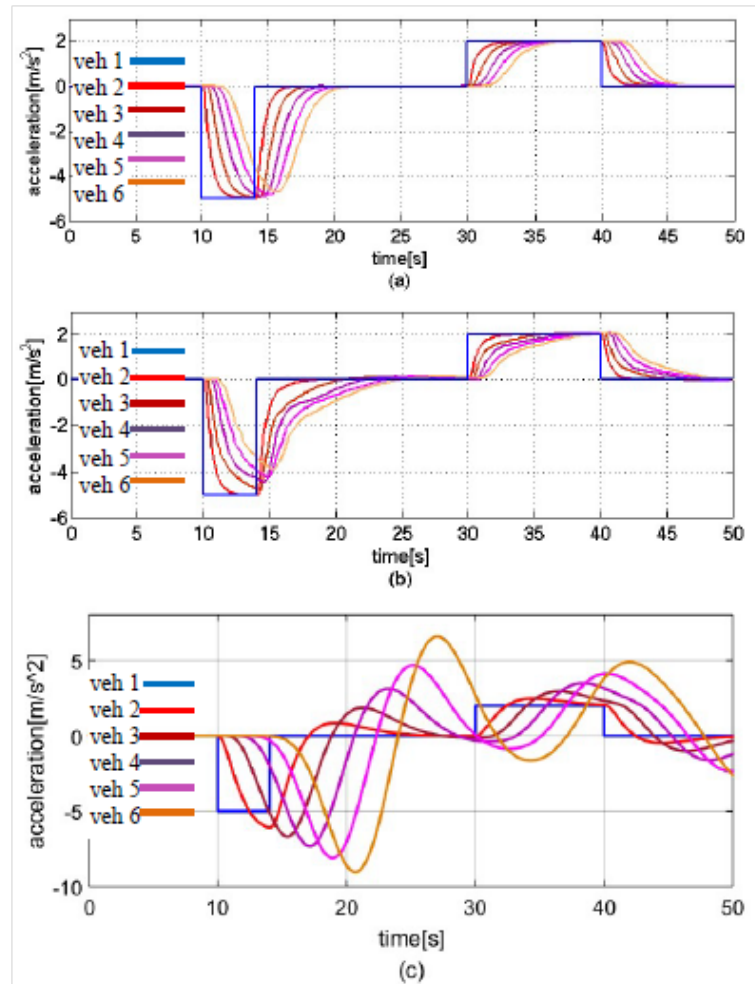 acceleration[m/s²]
2
0
-2
-4
-6
veh 1
veh 2
veh 3
veh 4
veh 5
veh 6
0 5 10 15 20 25 30 35 40 45 50
time[s]
(a)
acceleration[m/s²]
2
0
-2
-4
-6
veh 1
veh 2
veh 3
veh 4
veh 5
veh 6
0 5 10 15 20 25 30 35 40 45 50
time[s]
(b)
acceleration[m/s^2]
5
0
-5
-10
veh 1
veh 2
veh 3
veh 4
veh 5
veh 6
0 10 20 30 40 50
time[s]
(c)